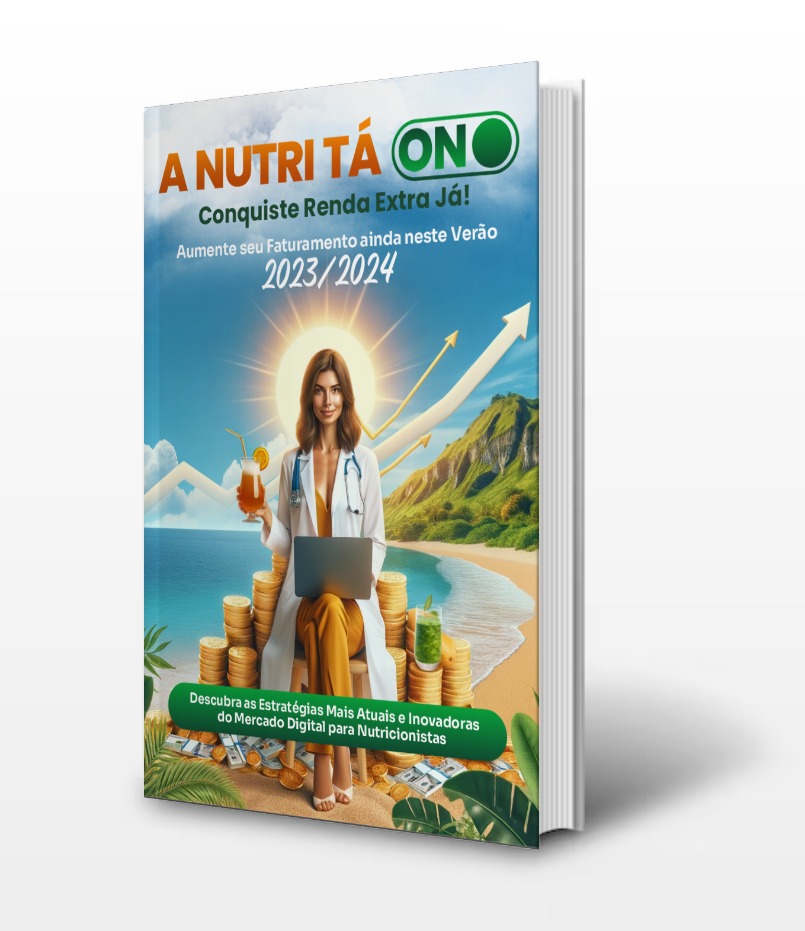 A NUTRI TÁ ON
Conquiste Renda Extra Já!
Aumente seu Faturamento ainda neste Verão
2023/2024
Descubra as Estratégias Mais Atuais e Inovadoras
do Mercado Digital para Nutricionistas